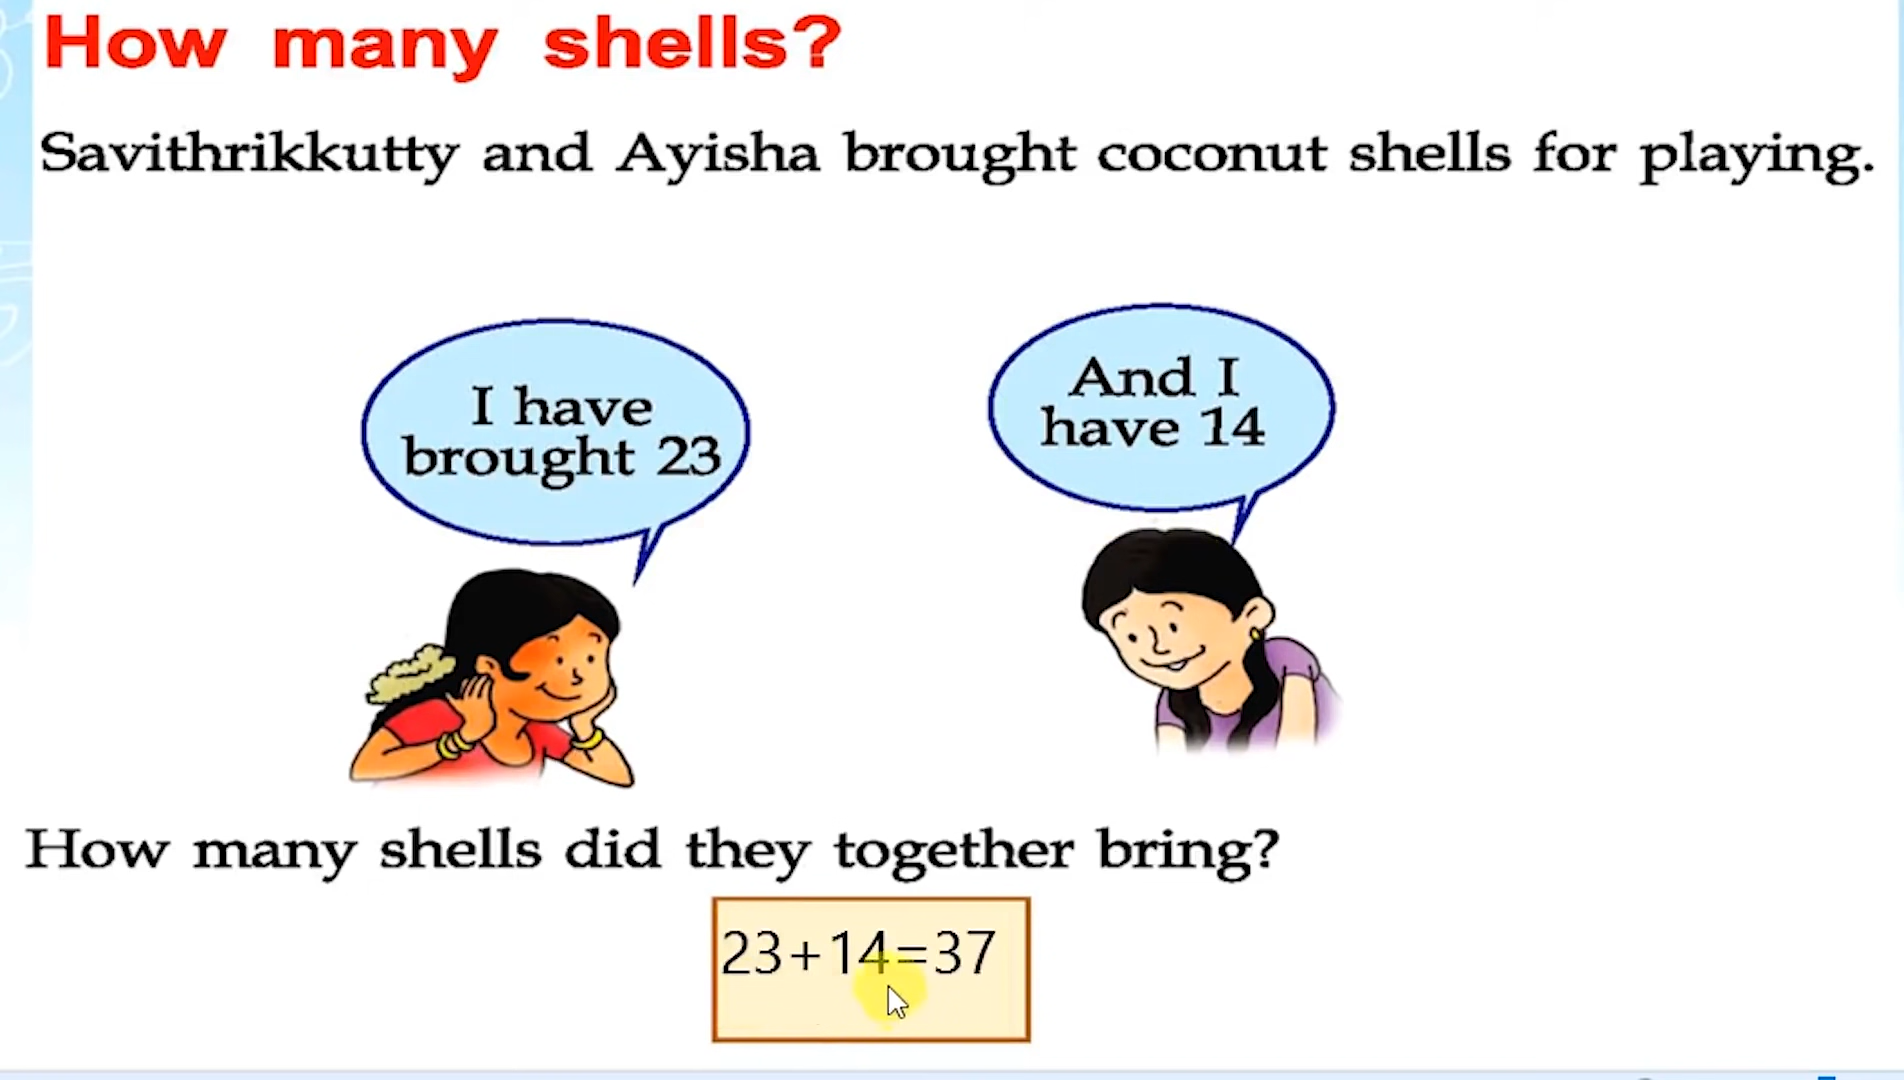 How many shells?
Savithrikkutty and Ayisha brought coconut shells for playing.
I have
brought 23
And I
have 14
How many shells did they together bring?
23+14=37